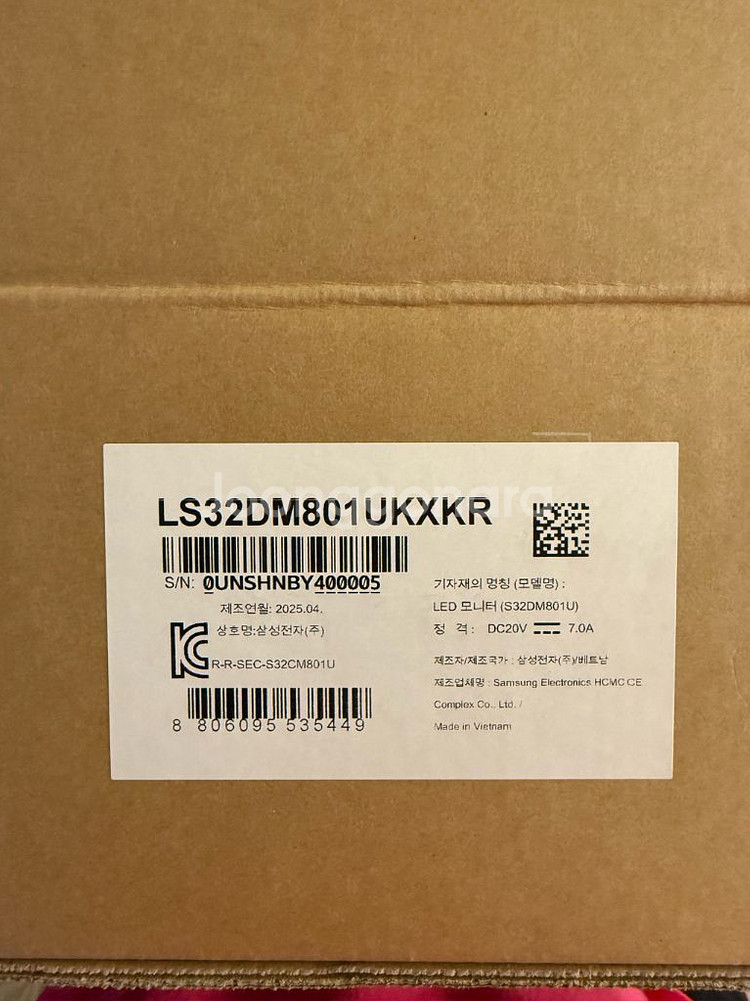 LS32DM801UKXKR
S/N: 0UNSHNBY400005
제조연월: 2025.04.
상호명:삼성전자(주)
R-R-SEC-S32CM801U
8 806095 535449
기자재의 명칭 (모델명) :
LED 모니터 (S32DM801U)
정 격: DC20V 7.0A
제조자/제조국가 : 삼성전자(주)/베트남
제조업체명 : Samsung Electronics HCMC CE
Complex Co., Ltd. /
Made in Vietnam